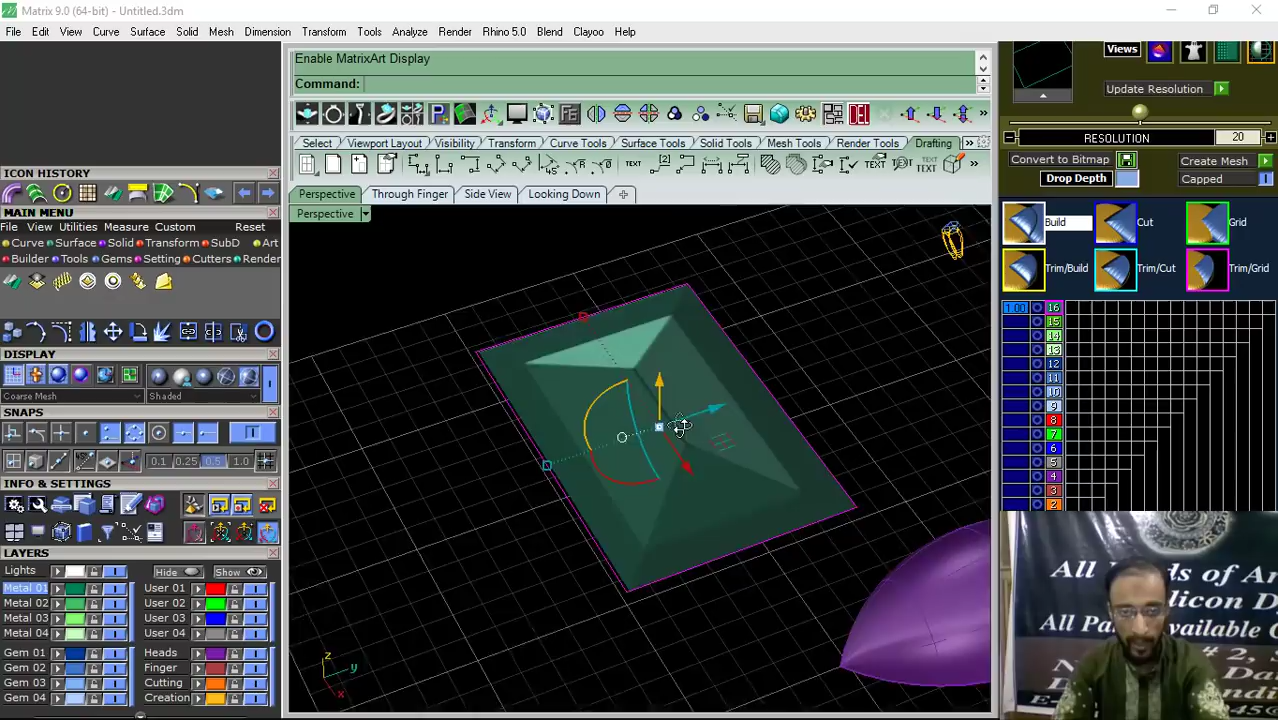 Matrix 9.0 (64-bit) - Untitled.3dm
File Edit View Curve Surface Solid Mesh Dimension Transform Tools Analyze Render Rhino 5.0 Blend Clayoo Help
Enable MatrixArt Display
Command:
Select Viewport Layout Visibility Transform Curve Tools Surface Tools Solid Tools Mesh Tools Render Tools Drafting
Perspective Through Finger Side View Looking Down
Perspective
ICON HISTORY
MAIN MENU
File View Utilities Measure Custom Reset
Curve Surface Solid Transform SubD Art
Builder Tools Gems Setting Cutters Render
DISPLAY
Coarse Mesh Shaded
SNAPS
0.1 0.25 0.5 1.0
INFO & SETTINGS
LAYERS
Lights Hide Show
Metal 01 User 01
Metal 02 User 02
Metal 03 User 03
Metal 04 User 04
Gem 01 Heads
Gem 02 Finger
Gem 03 Cutting
Gem 04 Creation
z
y
x
Views
Update Resolution
RESOLUTION 20
Convert to Bitmap Create Mesh
Drop Depth Capped
Build Cut Grid
Trim/Build Trim/Cut Trim/Grid
1.00 16
15
14
13
12
11
10
9
8
7
6
5
4
3
2
All
All Pa